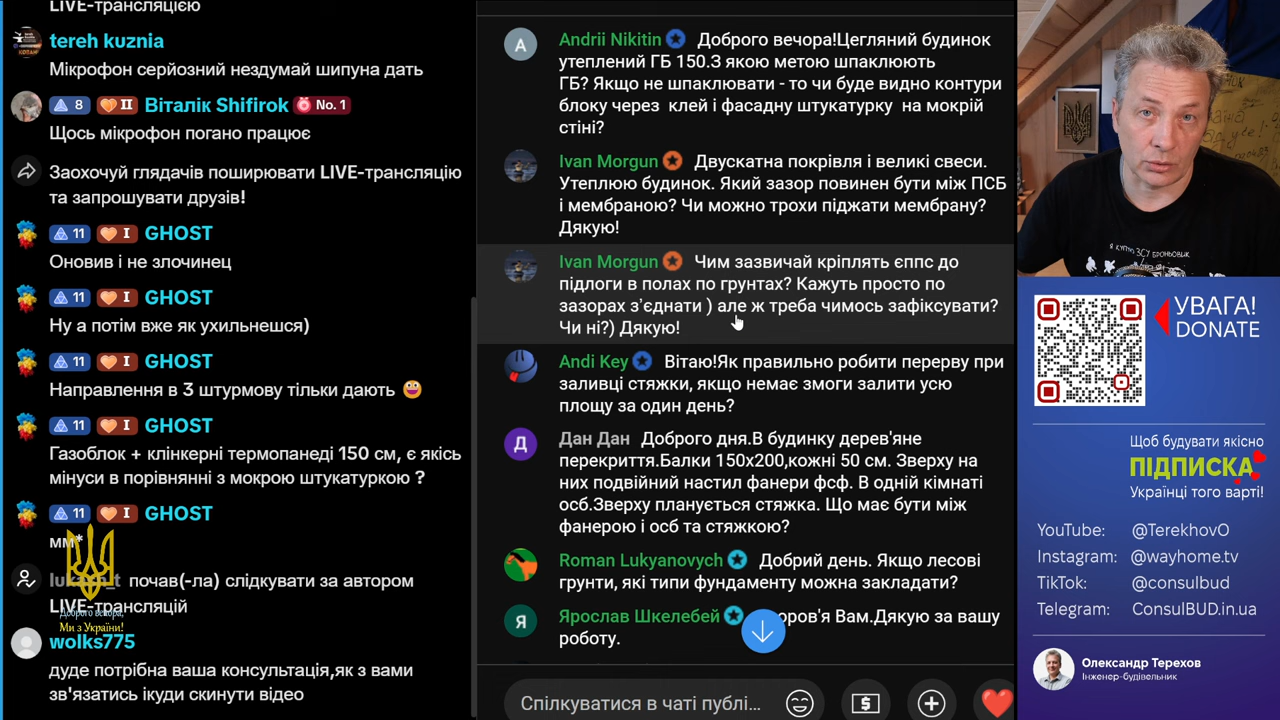 LIVE-трансляцією
tereh kuznia
Мікрофон серйозний нездумай шипуна дать
8 II Віталік Shifirok No. 1
Щось мікрофон погано працює
Заохочуй глядачів поширювати LIVE-трансляцію
та запрошувати друзів!
11 I GHOST
Оновив і не злочинец
11 I GHOST
Ну а потім вже як ухильнешся)
11 I GHOST
Направлення в 3 штурмову тільки дають
11 I GHOST
Газоблок + клінкерні термопанеді 150 см, є якісь
мінуси в порівнянні з мокрою штукатуркою ?
11 I GHOST
мм*
почав(-ла) слідкувати за автором
LIVE-трансляцій
Доброго вечора,
Ми з України!
wolks775
дуде потрібна ваша консультація,як з вами
зв'язатись ікуди скинути відео
A Andrii Nikitin Доброго вечора!Цегляний будинок
утеплений ГБ 150.З якою метою шпаклюють
ГБ? Якщо не шпаклювати - то чи буде видно контури
блоку через клей і фасадну штукатурку на мокрій
стіні?
Ivan Morgun Двускатна покрівля і великі свеси.
Утеплюю будинок. Який зазор повинен бути між ПСБ
і мембраною? Чи можно трохи піджати мембрану?
Дякую!
Ivan Morgun Чим зазвичай кріплять єппс до
підлоги в полах по грунтах? Кажуть просто по
зазорах з'єднати ) але ж треба чимось зафіксувати?
Чи ні?) Дякую!
Andi Key Вітаю!Як правильно робити перерву при
заливці стяжки, якщо немає змоги залити усю
площу за один день?
Д Дан Дан Доброго дня.В будинку дерев'яне
перекриття.Балки 150х200,кожні 50 см. Зверху на
них подвійний настил фанери фсф. В одній кімнаті
осб.Зверху планується стяжка. Що має бути між
фанерою і осб та стяжкою?
Roman Lukyanovych Добрий день. Якщо лесові
грунти, які типи фундаменту можна закладати?
Я Ярослав Шкелебей Вам.Дякую за вашу
роботу.
Спілкуватися в чаті публі...
УВАГА!
DONATE
Щоб будувати якісно
ПІДПИСКА
Українці того варті!
YouTube: @TerekhovO
Instagram: @wayhome.tv
TikTok: @consulbud
Telegram: ConsulBUD.in.ua
Олександр Терехов
Інженер-будівельник